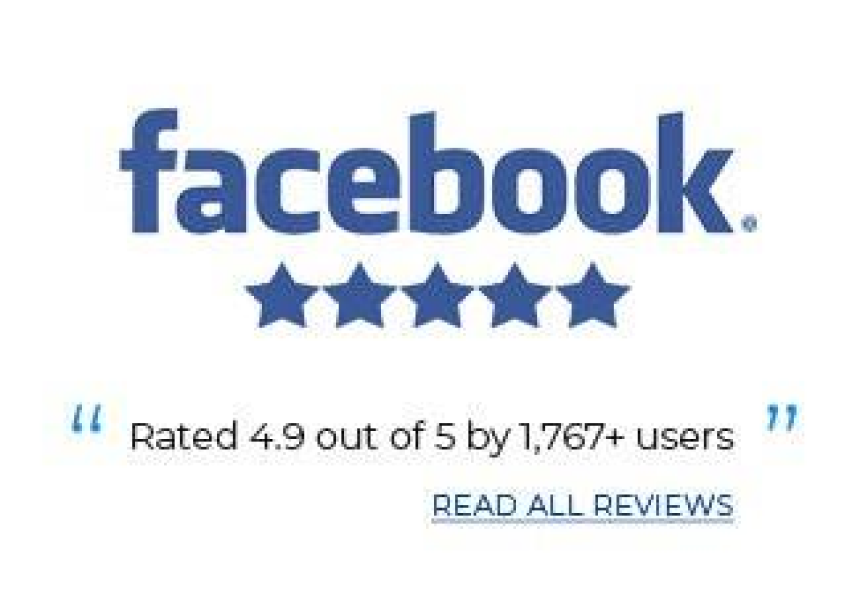 facebook®
“ Rated 4.9 out of 5 by 1,767+ users ”
READ ALL REVIEWS